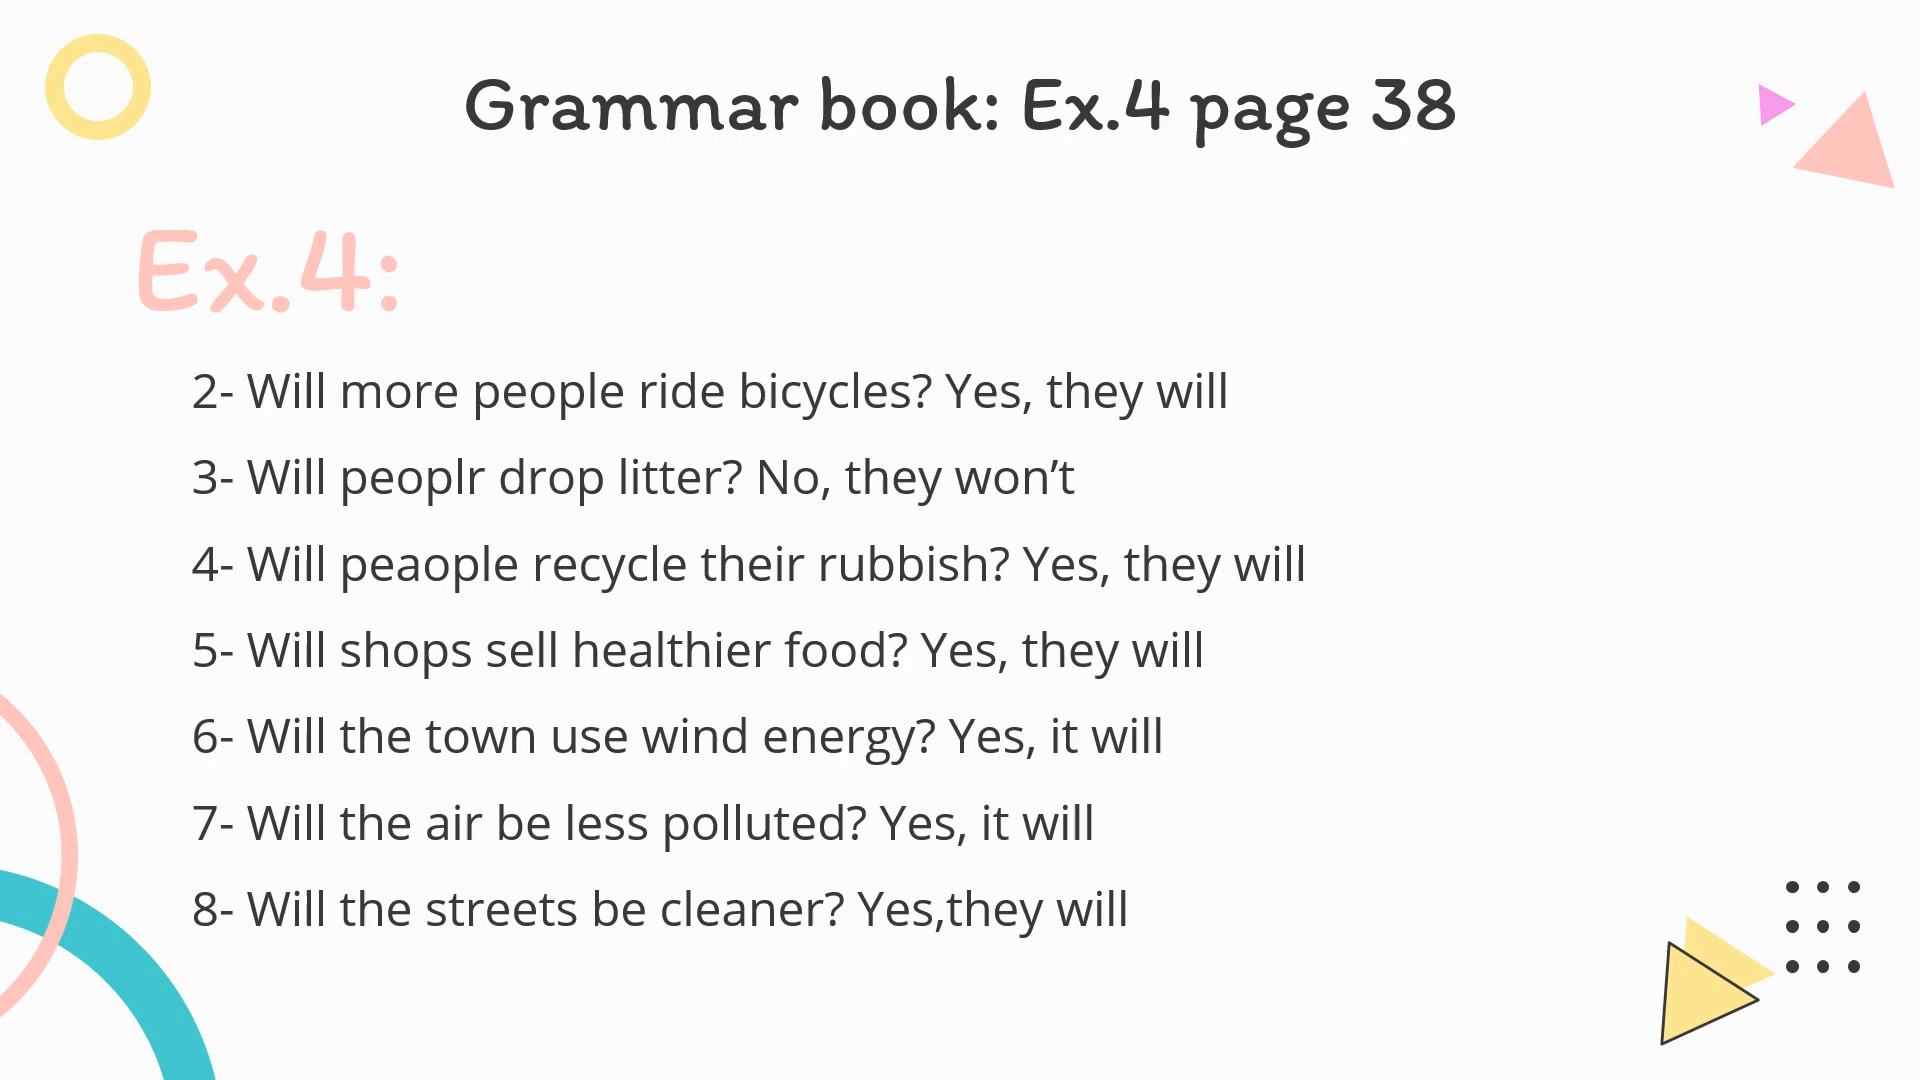 Grammar book: Ex.4 page 38
Ex.4:
2- Will more people ride bicycles? Yes, they will
3- Will peoplr drop litter? No, they won’t
4- Will peaople recycle their rubbish? Yes, they will
5- Will shops sell healthier food? Yes, they will
6- Will the town use wind energy? Yes, it will
7- Will the air be less polluted? Yes, it will
8- Will the streets be cleaner? Yes,they will